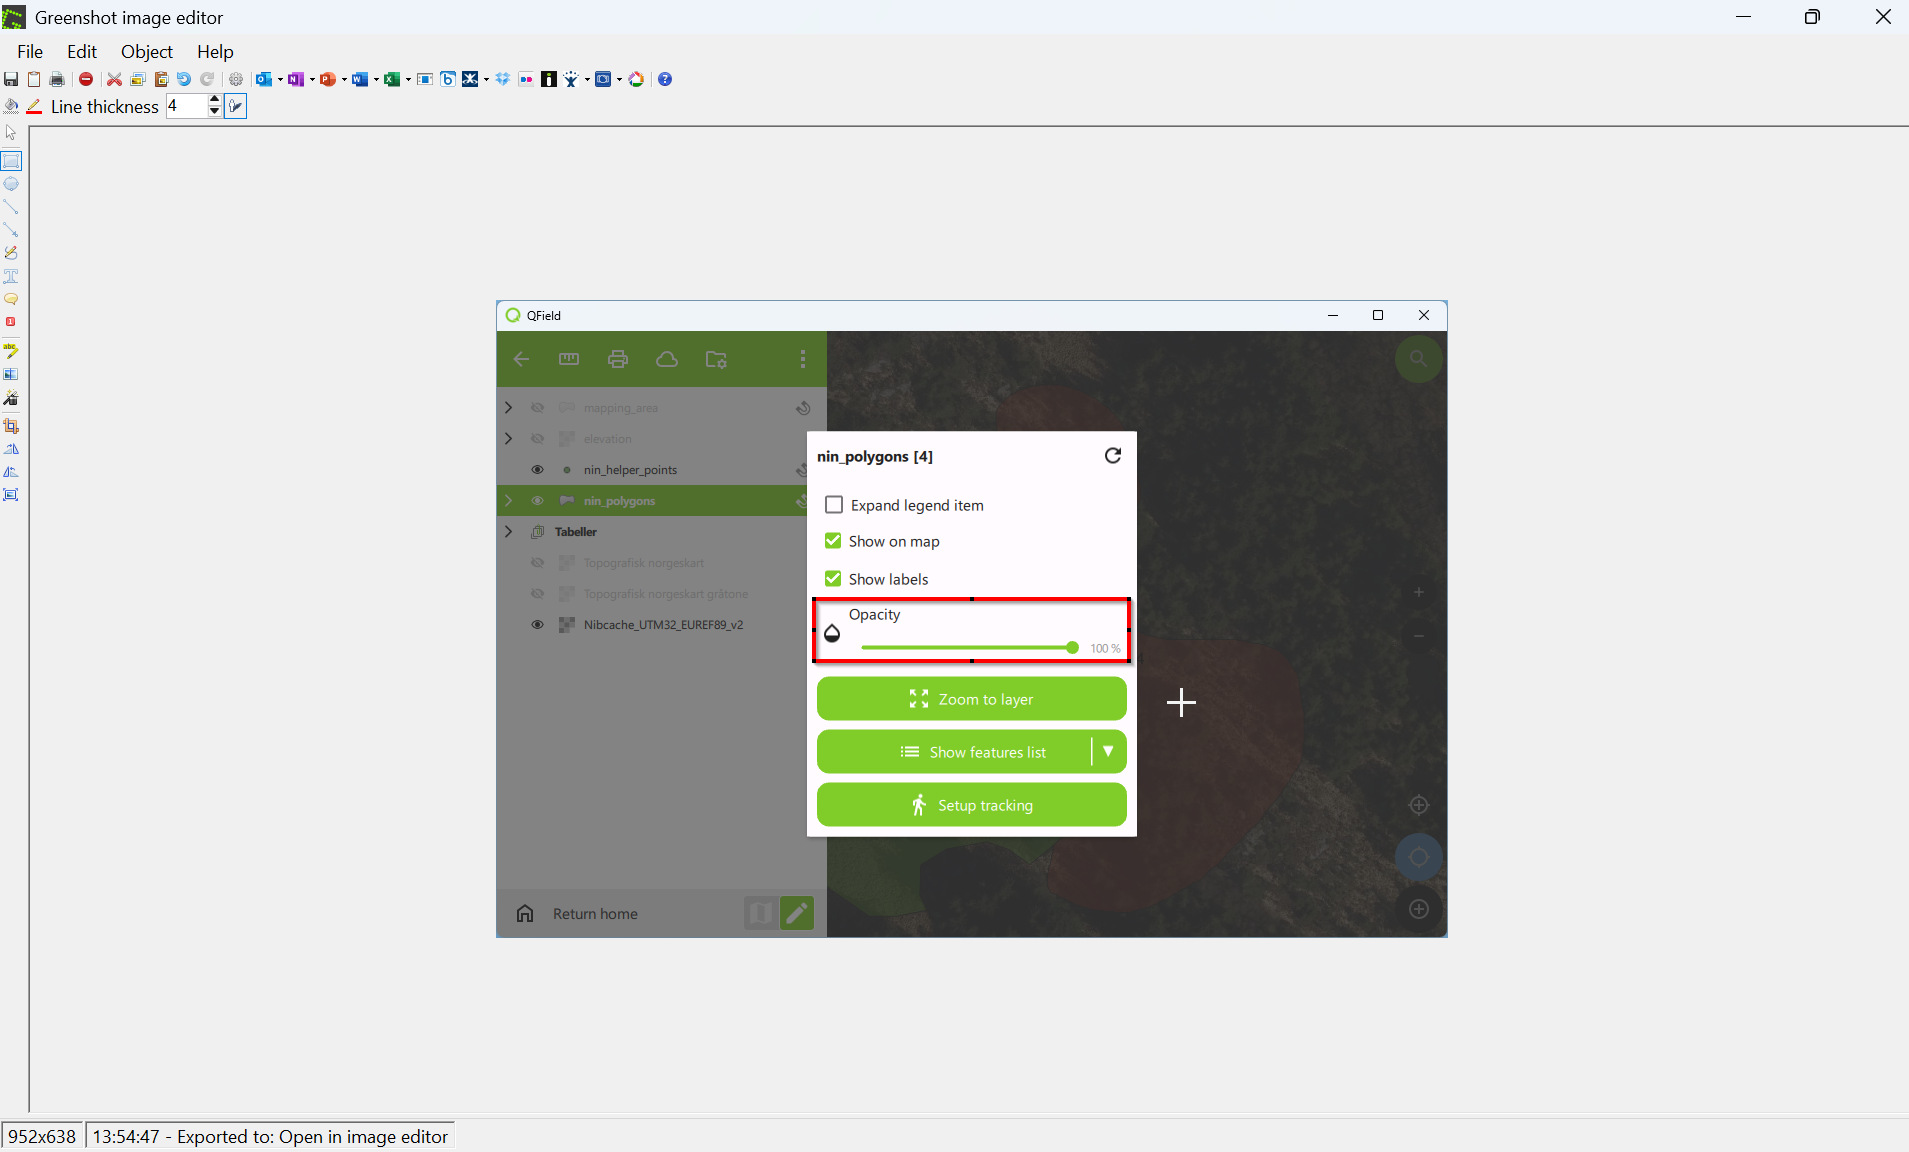 Greenshot image editor
File Edit Object Help
Line thickness 4
QField
mapping_area
elevation
nin_helper_points
nin_polygons
Tabeller
Topografisk norgeskart
Topografisk norgeskart gråtone
Nibcache_UTM32_EUREF89_v2
Return home
nin_polygons [4]
Expand legend item
Show on map
Show labels
Opacity
100 %
Zoom to layer
Show features list
Setup tracking
952x638 13:54:47 - Exported to: Open in image editor